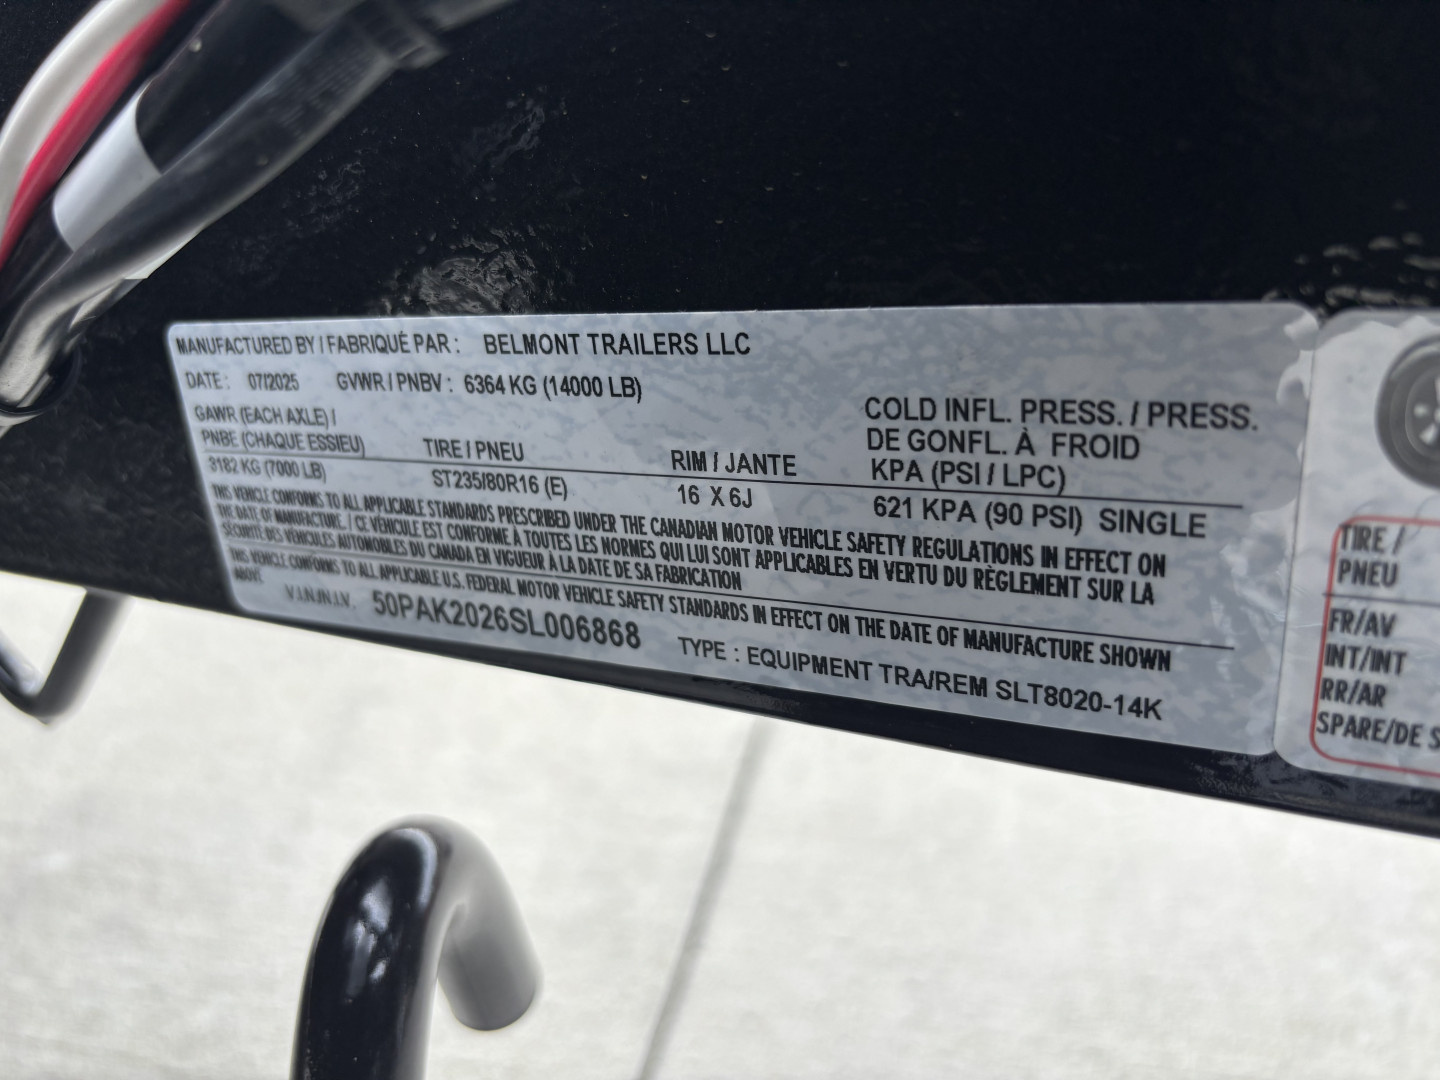 MANUFACTURED BY / FABRIQUÉ PAR : BELMONT TRAILERS LLC
DATE : 07/2025 GVWR / PNBV : 6364 KG (14000 LB)
GAWR (EACH AXLE) /
PNBE (CHAQUE ESSIEU) TIRE / PNEU RIM / JANTE COLD INFL. PRESS. / PRESS.
DE GONFL. À FROID
KPA (PSI / LPC)
3182 KG (7000 LB) ST235/80R16 (E) 16 X 6J 621 KPA (90 PSI) SINGLE
THIS VEHICLE CONFORMS TO ALL APPLICABLE STANDARDS PRESCRIBED UNDER THE CANADIAN MOTOR VEHICLE SAFETY REGULATIONS IN EFFECT ON
THE DATE OF MANUFACTURE. / CE VÉHICULE EST CONFORME À TOUTES LES NORMES QUI LUI SONT APPLICABLES EN VERTU DU RÈGLEMENT SUR LA
SÉCURITÉ DES VÉHICULES AUTOMOBILES DU CANADA EN VIGUEUR À LA DATE DE SA FABRICATION
THIS VEHICLE CONFORMS TO ALL APPLICABLE U.S. FEDERAL MOTOR VEHICLE SAFETY STANDARDS IN EFFECT ON THE DATE OF MANUFACTURE SHOWN
ABOVE
V.I.N./N.I.V. 50PAK2026SL006868 TYPE : EQUIPMENT TRA/REM SLT8020-14K
TIRE /
PNEU
FR/AV
INT/INT
RR/AR
SPARE/DE S